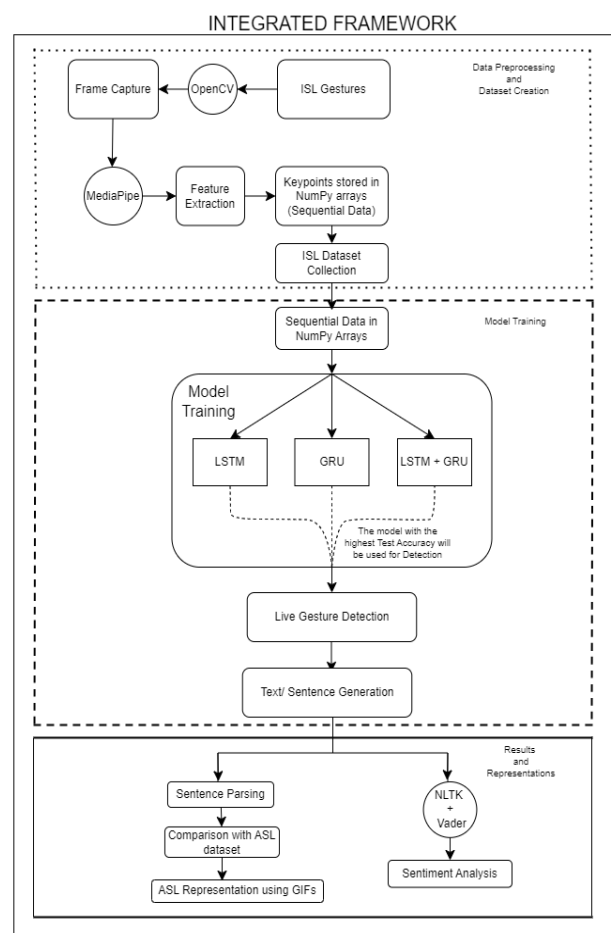 INTEGRATED FRAMEWORK
Data Preprocessing
and
Dataset Creation
ISL Gestures
OpenCV
Frame Capture
MediaPipe
Feature
Extraction
Keypoints stored in
NumPy arrays
(Sequential Data)
ISL Dataset
Collection
Model Training
Sequential Data in
NumPy Arrays
Model
Training
LSTM
GRU
LSTM + GRU
The model with the
highest Test Accuracy will
be used for Detection
Live Gesture Detection
Text/ Sentence Generation
Results
and
Representations
Sentence Parsing
Comparison with ASL
dataset
ASL Representation using GIFs
NLTK
+
Vader
Sentiment Analysis